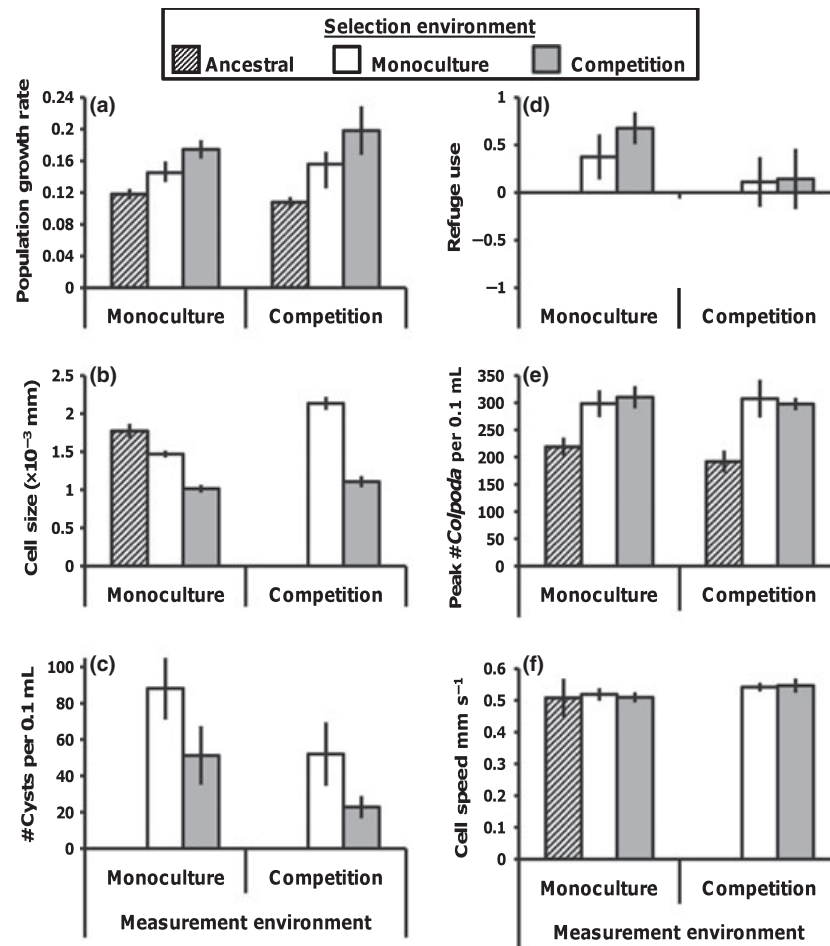 Selection environment
Ancestral Monoculture Competition
(a)
Population growth rate
0.24
0.2
0.16
0.12
0.08
0.04
0
Monoculture Competition
(d)
Refuge use
1
0.5
0
−0.5
−1
Monoculture Competition
(b)
Cell size (×10⁻³ mm)
2.5
2
1.5
1
0.5
0
Monoculture Competition
(e)
Peak #Colpoda per 0.1 mL
350
300
250
200
150
100
50
0
Monoculture Competition
(c)
#Cysts per 0.1 mL
100
80
60
40
20
0
Monoculture Competition
Measurement environment
(f)
Cell speed mm s⁻¹
0.6
0.5
0.4
0.3
0.2
0.1
0
Monoculture Competition
Measurement environment